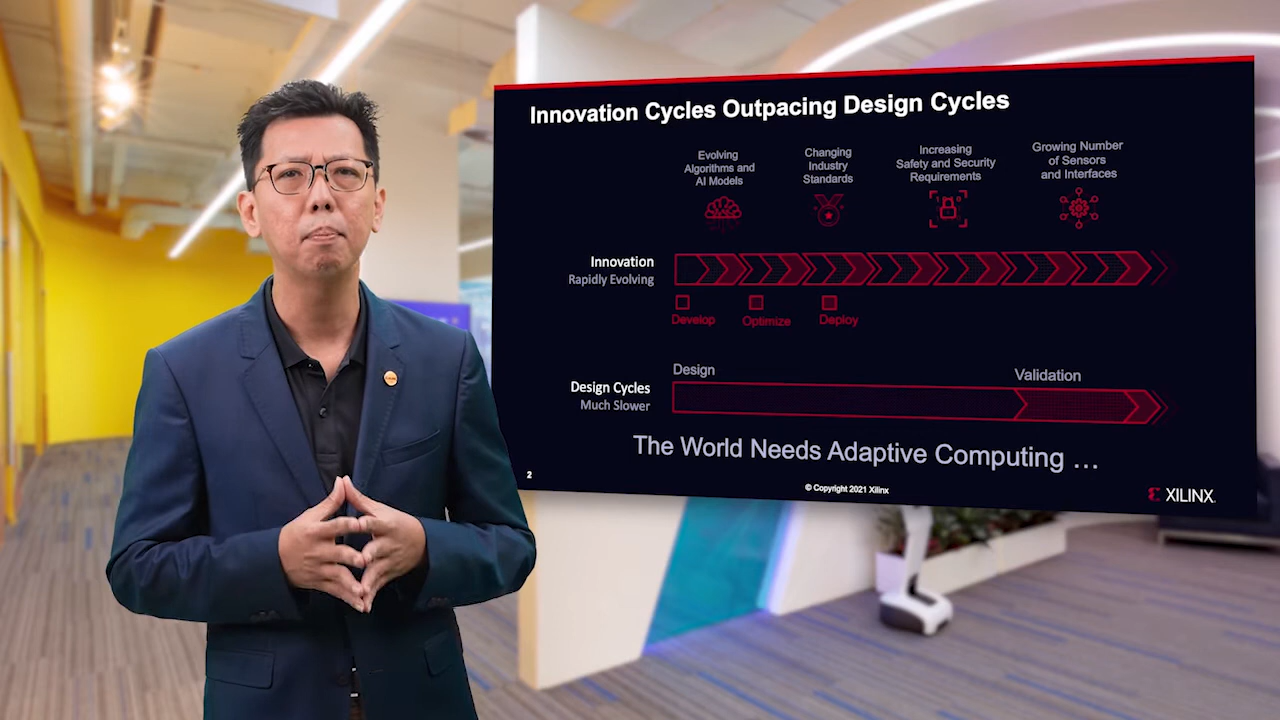 Innovation Cycles Outpacing Design Cycles
Evolving
Algorithms and
AI Models
Changing
Industry
Standards
Increasing
Safety and Security
Requirements
Growing Number
of Sensors
and Interfaces
Innovation
Rapidly Evolving
Develop
Optimize
Deploy
Design
Validation
Design Cycles
Much Slower
The World Needs Adaptive Computing ...
2
© Copyright 2021 Xilinx
XILINX.